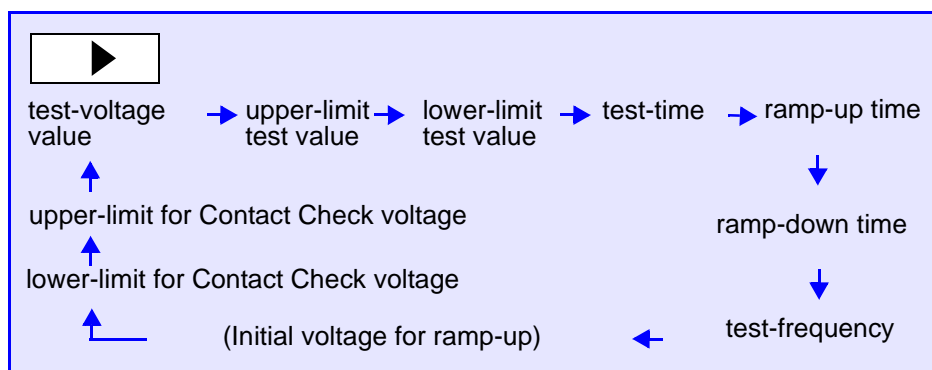 test-voltage value
upper-limit test value
lower-limit test value
test-time
ramp-up time
ramp-down time
test-frequency
(Initial voltage for ramp-up)
lower-limit for Contact Check voltage
upper-limit for Contact Check voltage